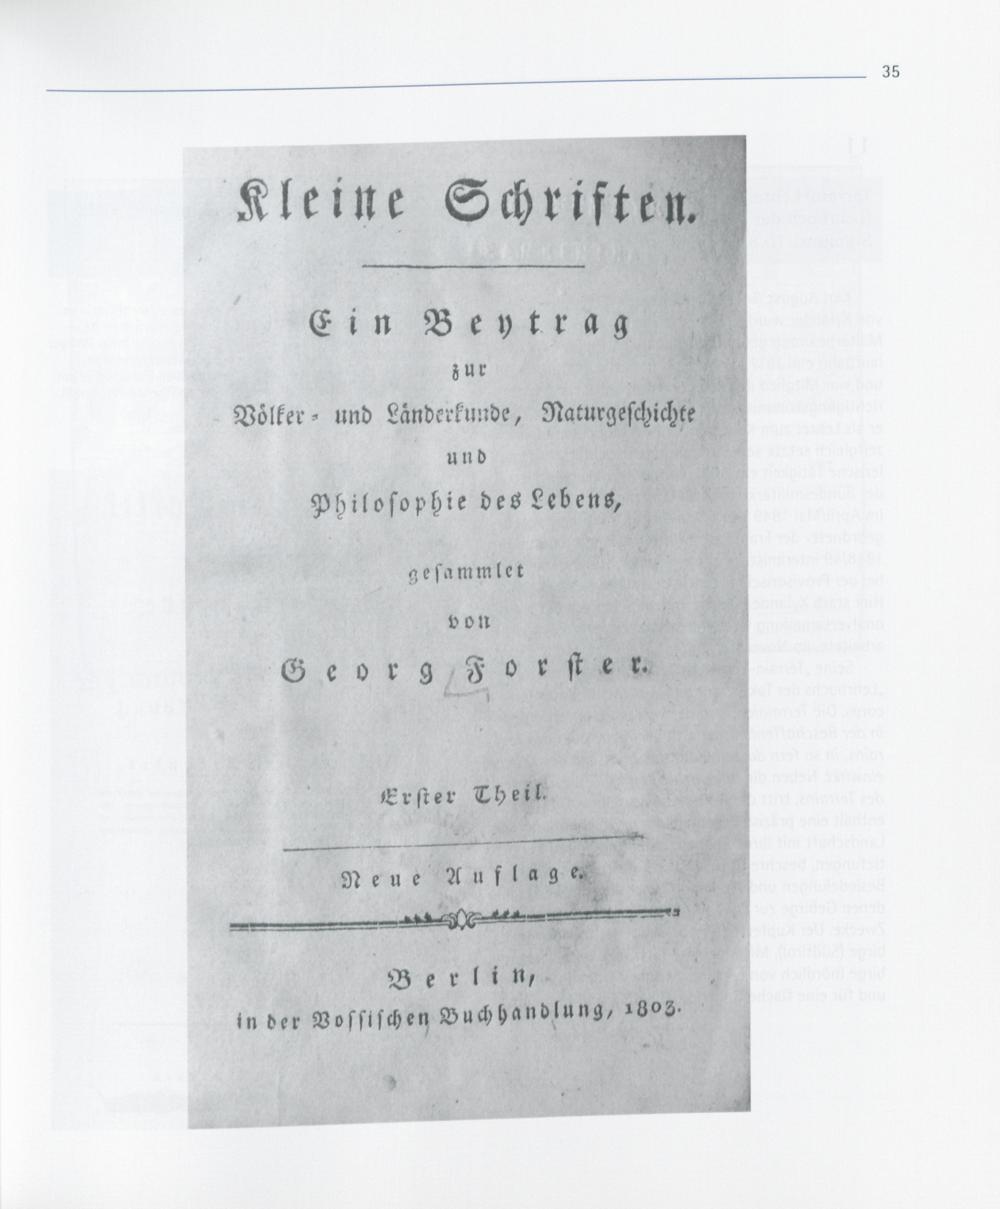 35
Kleine Schriften.
Ein Beytrag
zur
Völker- und Länderkunde, Naturgeschichte
und
Philosophie des Lebens,
gesammlet
von
Georg Forster.
Erster Theil.
Neue Auflage.
Berlin,
in der Vossischen Buchhandlung, 1803.